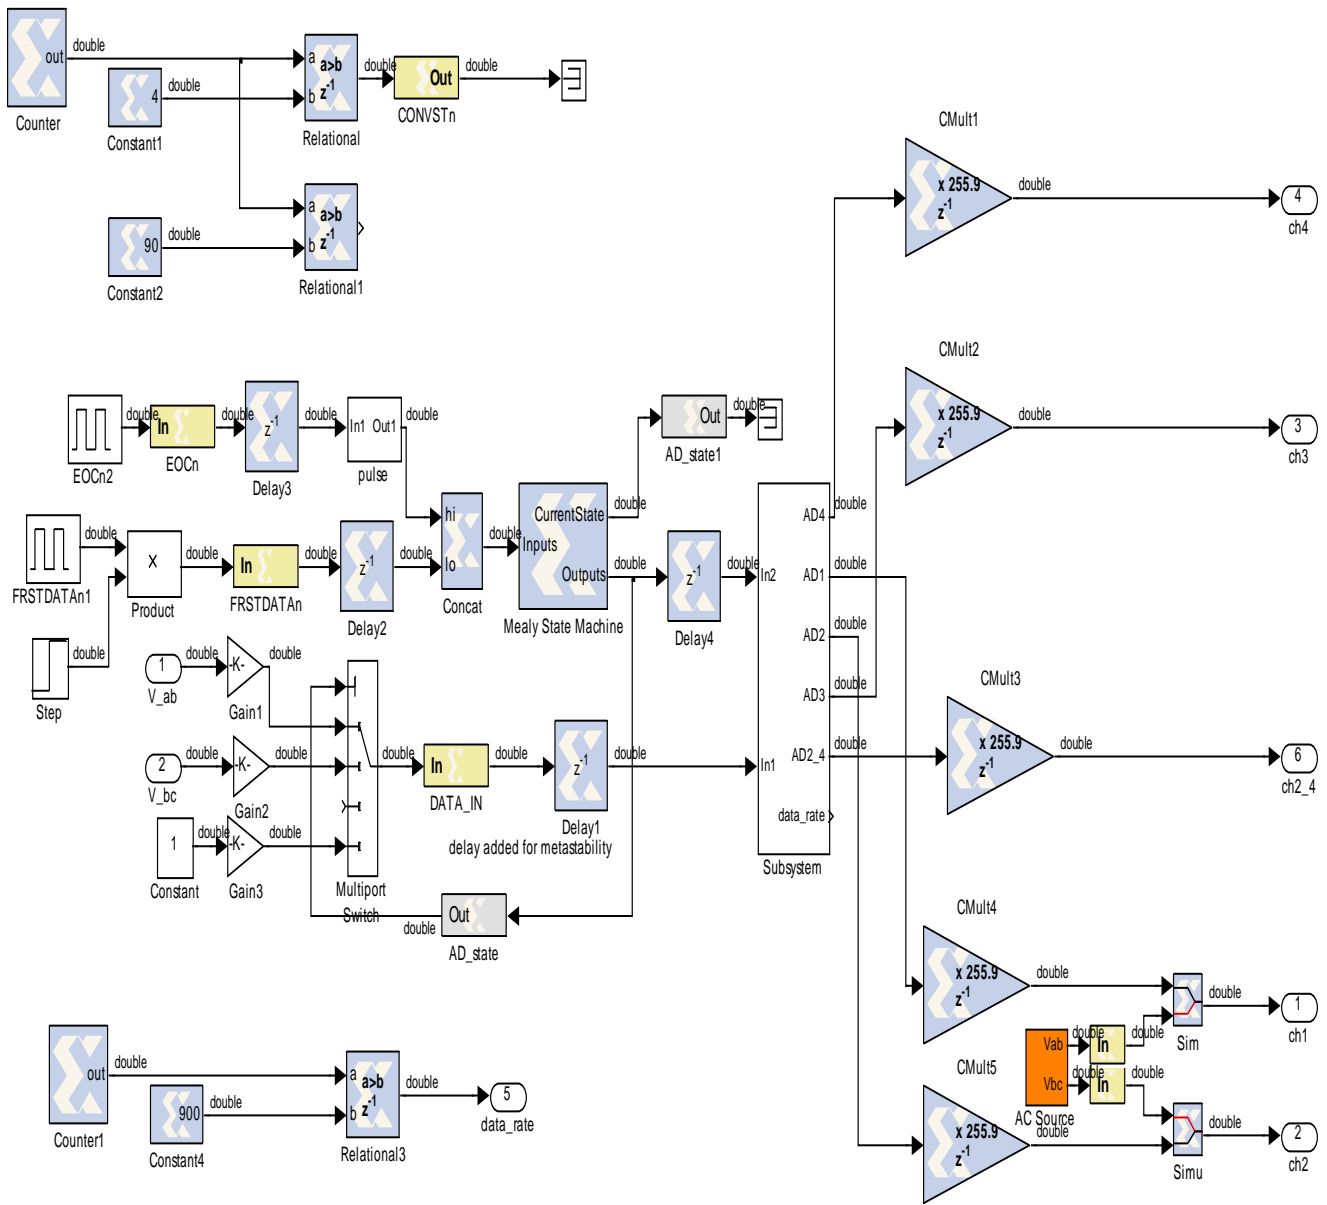 out
double
Counter
4
double
Constant1
a
a>b
b
z-1
Relational
double
Out
CONVSTn
double
90
double
Constant2
a
a>b
b
z-1
Relational1
CMult1
x 255.9
z-1
double
4
ch4
CMult2
x 255.9
z-1
double
3
ch3
EOCn2
double
In
EOCn
double
z-1
Delay3
double
In1 Out1
pulse
double
FRSTDATAn1
double
Step
double
x
Product
double
In
FRSTDATAn
double
z-1
Delay2
double
hi
lo
Concat
double
CurrentState
Inputs
Outputs
Mealy State Machine
double
double
Out
AD_state1
double
z-1
Delay4
double
In2
In1
AD4
AD1
AD2
AD3
AD2_4
data_rate
Subsystem
double
double
double
double
double
1
V_ab
double
-K-
Gain1
double
2
V_bc
double
-K-
Gain2
double
1
Constant
double
-K-
Gain3
double
Multiport
Switch
double
In
DATA_IN
double
z-1
Delay1
double
delay added for metastability
Out
AD_state
double
CMult3
x 255.9
z-1
double
6
ch2_4
CMult4
x 255.9
z-1
double
Sim
double
1
ch1
Vab
Vbc
AC Source
double
double
In
In
double
double
CMult5
x 255.9
z-1
double
Simu
double
2
ch2
out
double
Counter1
900
double
Constant4
a
a>b
b
z-1
Relational3
double
5
data_rate